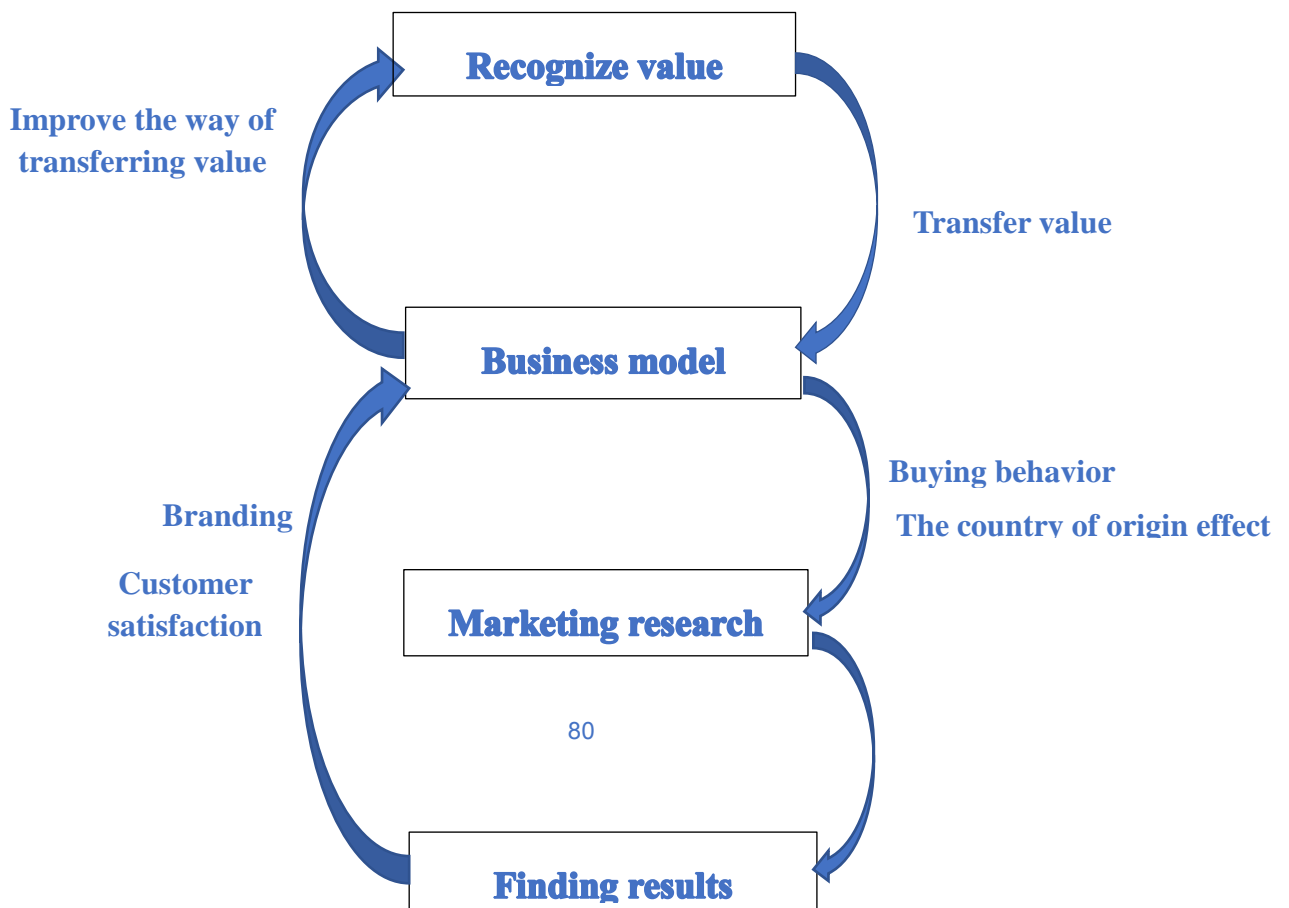 Recognize value
Improve the way of
transferring value
Transfer value
Business model
Buying behavior
The country of origin effect
Branding
Customer
satisfaction
Marketing research
80
Finding results